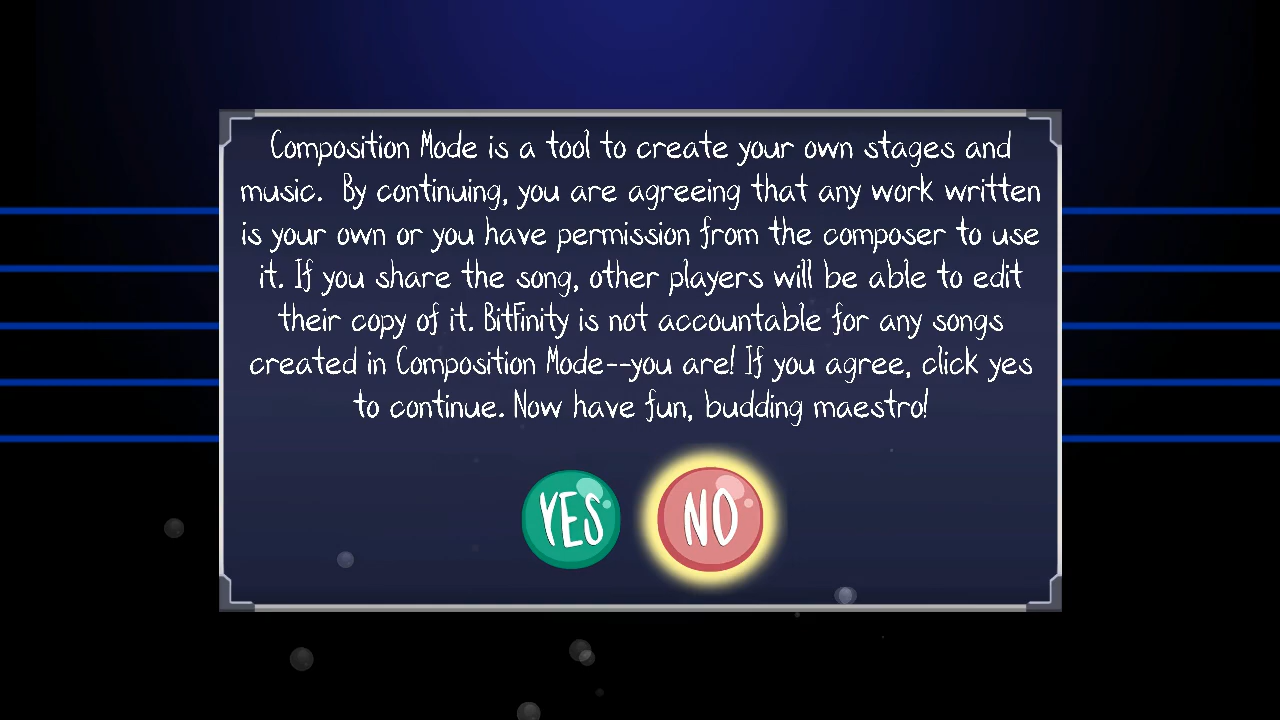 Composition Mode is a tool to create your own stages and
music.  By continuing, you are agreeing that any work written
is your own or you have permission from the composer to use
it. If you share the song, other players will be able to edit
their copy of it. BitFinity is not accountable for any songs
created in Composition Mode--you are! If you agree, click yes
to continue. Now have fun, budding maestro!
YES NO